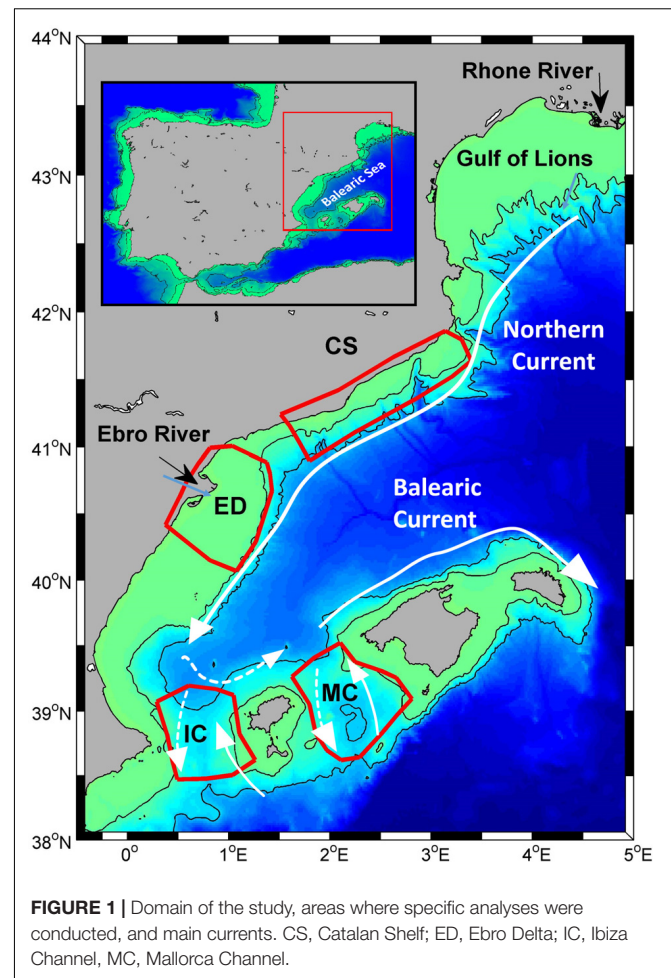 44°N
Rhone River
Gulf of Lions
Balearic Sea
43°N
42°N
CS
Northern
Current
41°N
Ebro River
ED
Balearic
Current
40°N
MC
39°N
IC
38°N
0°
1°E
2°E
3°E
4°E
5°E
FIGURE 1 | Domain of the study, areas where specific analyses were
conducted, and main currents. CS, Catalan Shelf; ED, Ebro Delta; IC, Ibiza
Channel, MC, Mallorca Channel.